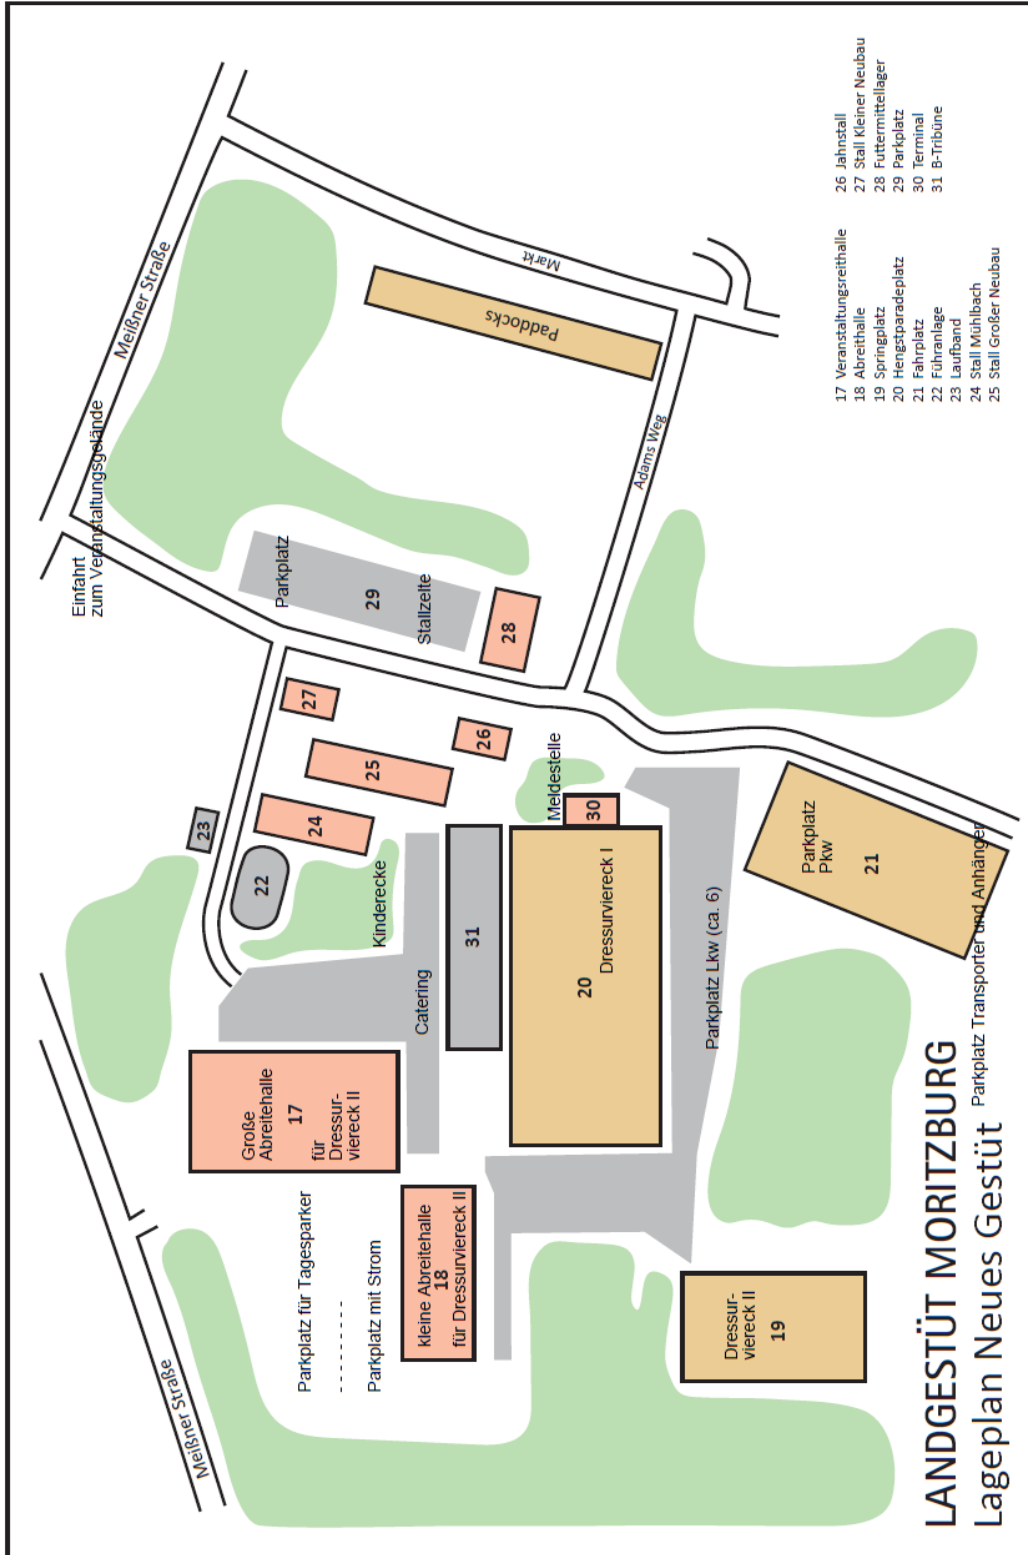 Meißner Straße
Meißner Straße
Einfahrt
zum Veranstaltungsgelände
Markt
Paddocks
Adams Weg
Parkplatz
29
Stallzelte
28
27
26
25
24
23
22
Kinderecke
Meldestelle
30
31
Catering
20
Dressurviereck I
Parkplatz Lkw (ca. 6)
Parkplatz
Pkw
21
Parkplatz Transporter und Anhänger
Große
Abreitehalle
17
für
Dressur-
viereck II
Parkplatz für Tagesparker
---------
Parkplatz mit Strom
kleine Abreitehalle
18
für Dressurviereck II
Dressur-
viereck II
19
LANDGESTÜT MORITZBURG
Lageplan Neues Gestüt
17 Veranstaltungsreithalle
18 Abreithalle
19 Springplatz
20 Hengstparadeplatz
21 Fahrplatz
22 Führanlage
23 Laufband
24 Stall Mühlbach
25 Stall Großer Neubau
26 Jahnstall
27 Stall Kleiner Neubau
28 Futtermittellager
29 Parkplatz
30 Terminal
31 B-Tribüne